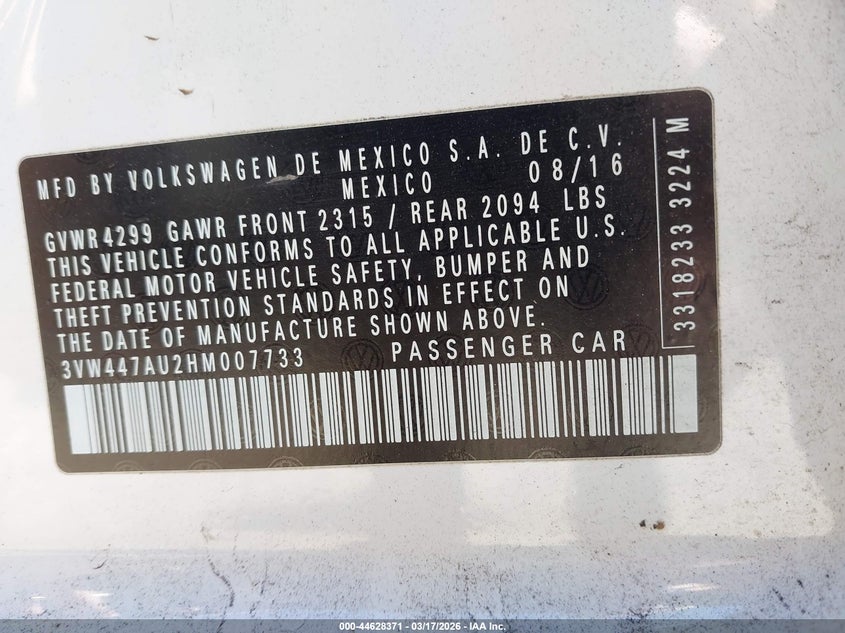 MFD BY VOLKSWAGEN DE MEXICO S.A. DE C.V.
MEXICO 08/16
GVWR4299 GAWR FRONT 2315 / REAR 2094 LBS
THIS VEHICLE CONFORMS TO ALL APPLICABLE U.S.
FEDERAL MOTOR VEHICLE SAFETY, BUMPER AND
THEFT PREVENTION STANDARDS IN EFFECT ON
THE DATE OF MANUFACTURE SHOWN ABOVE.
3VW447AU2HM007733 PASSENGER CAR
3318233 3224 M
000-44628371 | 03/17/2026 | IAA Inc.